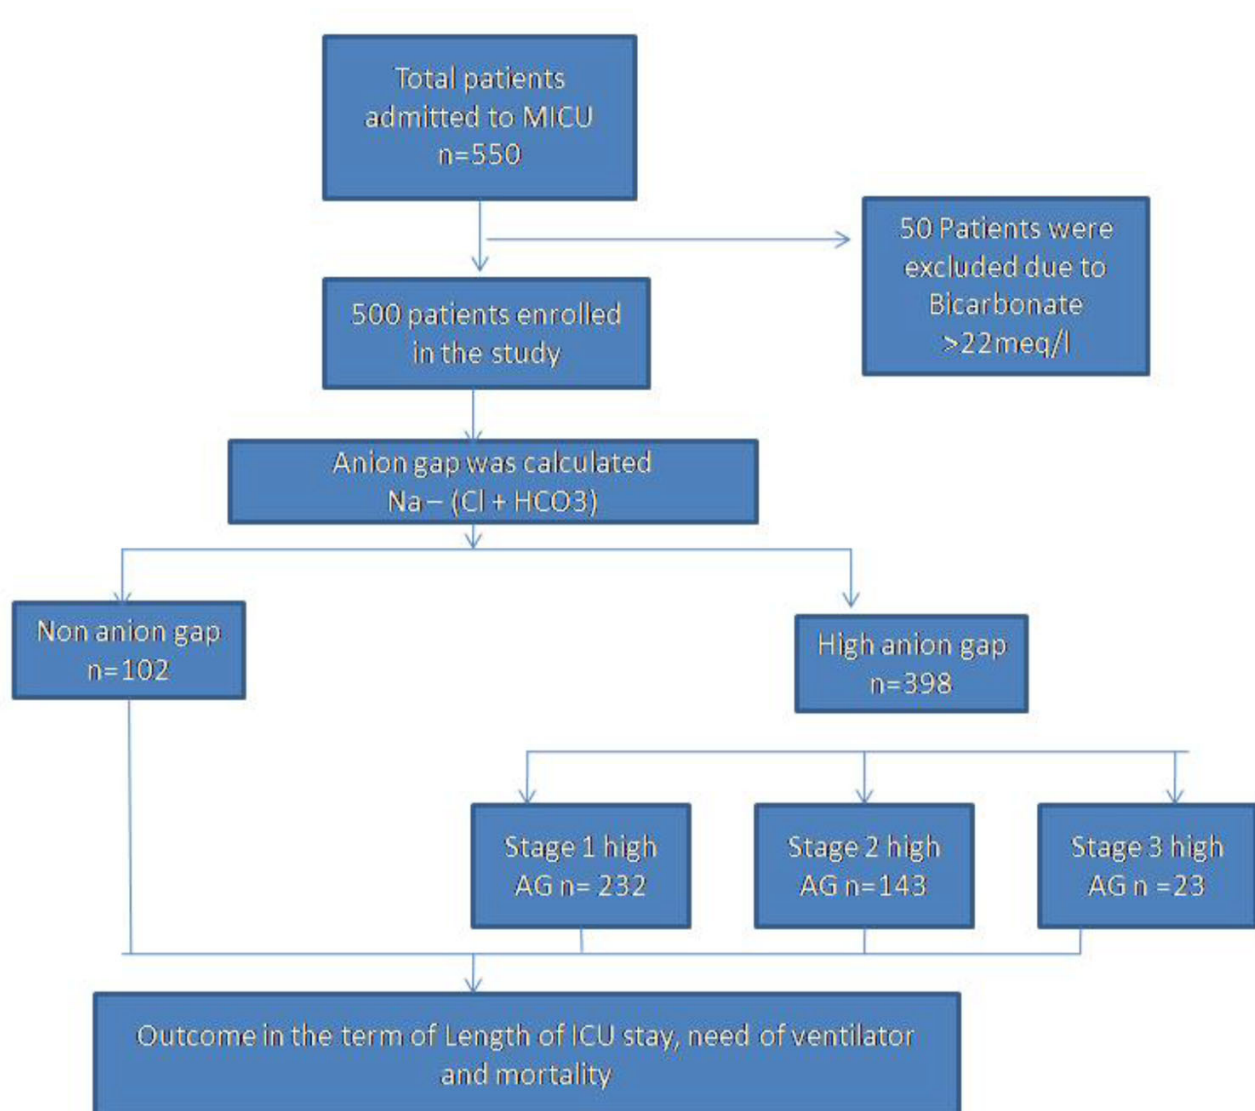 Total patients
admitted to MICU
n=550
50 Patients were
excluded due to
Bicarbonate
>22meq/l
500 patients enrolled
in the study
Anion gap was calculated
Na – (Cl + HCO3)
Non anion gap
n=102
High anion gap
n=398
Stage 1 high
AG n= 232
Stage 2 high
AG n=143
Stage 3 high
AG n =23
Outcome in the term of Length of ICU stay, need of ventilator
and mortality